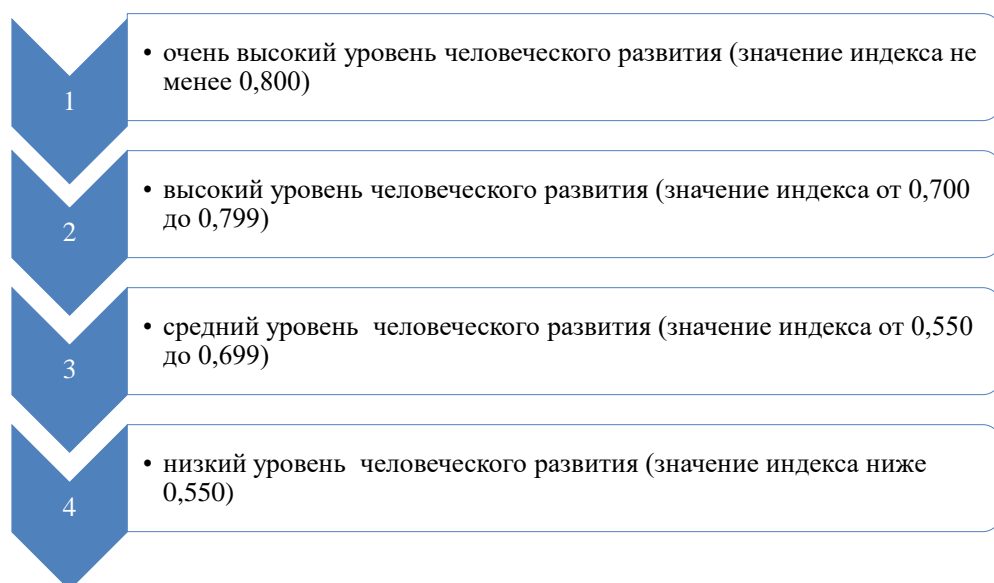 1
• очень высокий уровень человеческого развития (значение индекса не
менее 0,800)
2
• высокий уровень человеческого развития (значение индекса от 0,700
до 0,799)
3
• средний уровень  человеческого развития (значение индекса от 0,550
до 0,699)
4
• низкий уровень  человеческого развития (значение индекса ниже
0,550)